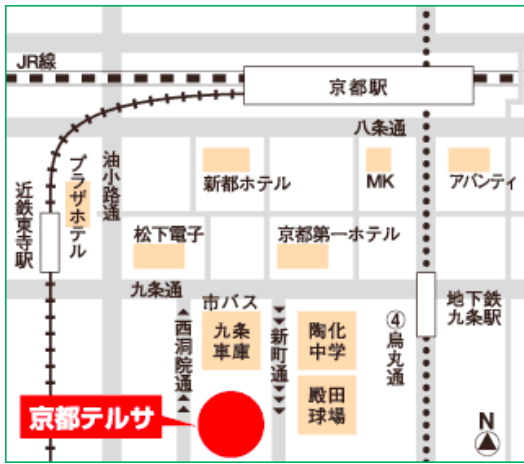 JR線
京都駅
八条通
油小路通
プラザホテル
新都ホテル
MK
アバンティ
近鉄東寺駅
松下電子
京都第一ホテル
九条通
市バス
九条
車庫
西洞院通
新町通
陶化
中学
④烏丸通
地下鉄
九条駅
殿田
球場
京都テルサ
N